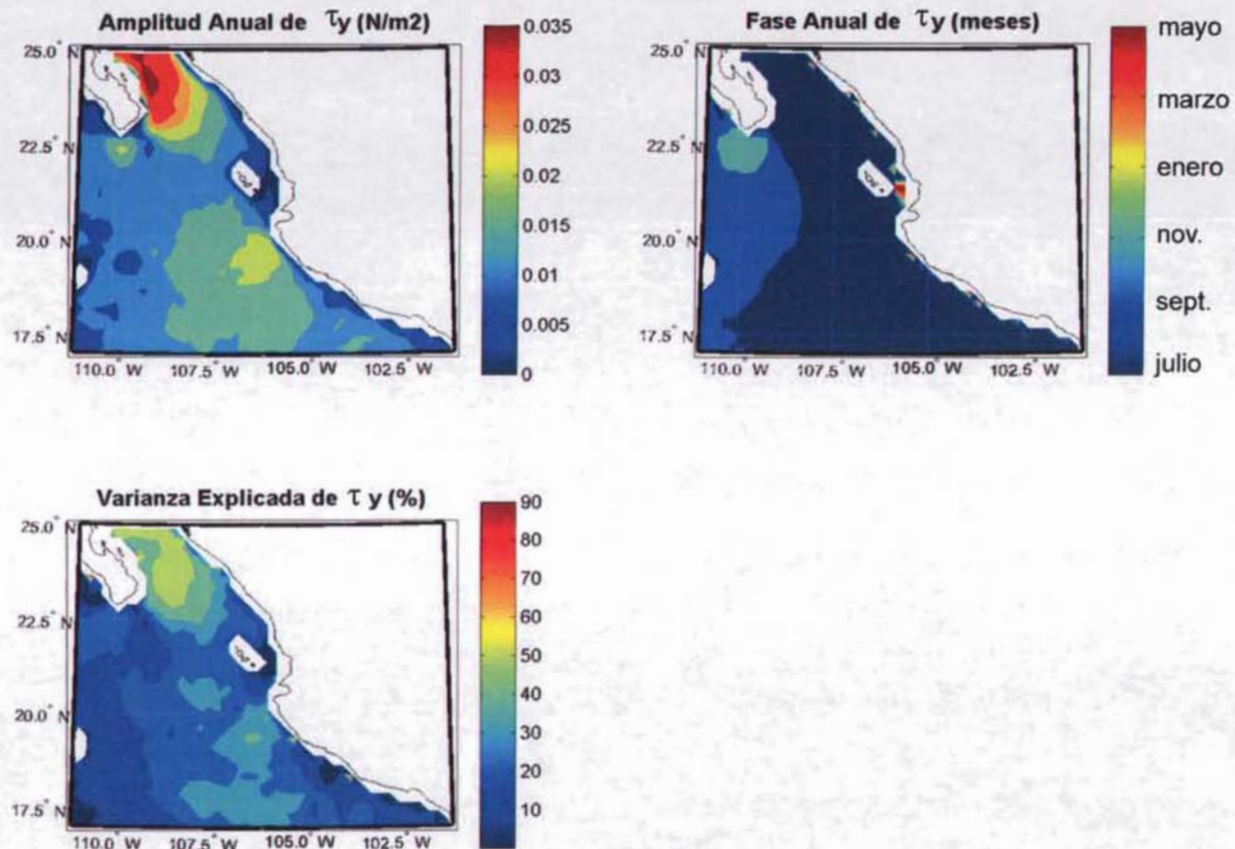 Amplitud Anual de τy (N/m2)
25.0° N
22.5° N
20.0° N
17.5° N
110.0° W
107.5° W
105.0° W
102.5° W
0.035
0.03
0.025
0.02
0.015
0.01
0.005
0
Fase Anual de τy (meses)
25.0° N
22.5° N
20.0° N
17.5° N
110.0° W
107.5° W
105.0° W
102.5° W
mayo
marzo
enero
nov.
sept.
julio
Varianza Explicada de τ y (%)
25.0° N
22.5° N
20.0° N
17.5° N
110.0° W
107.5° W
105.0° W
102.5° W
90
80
70
60
50
40
30
20
10